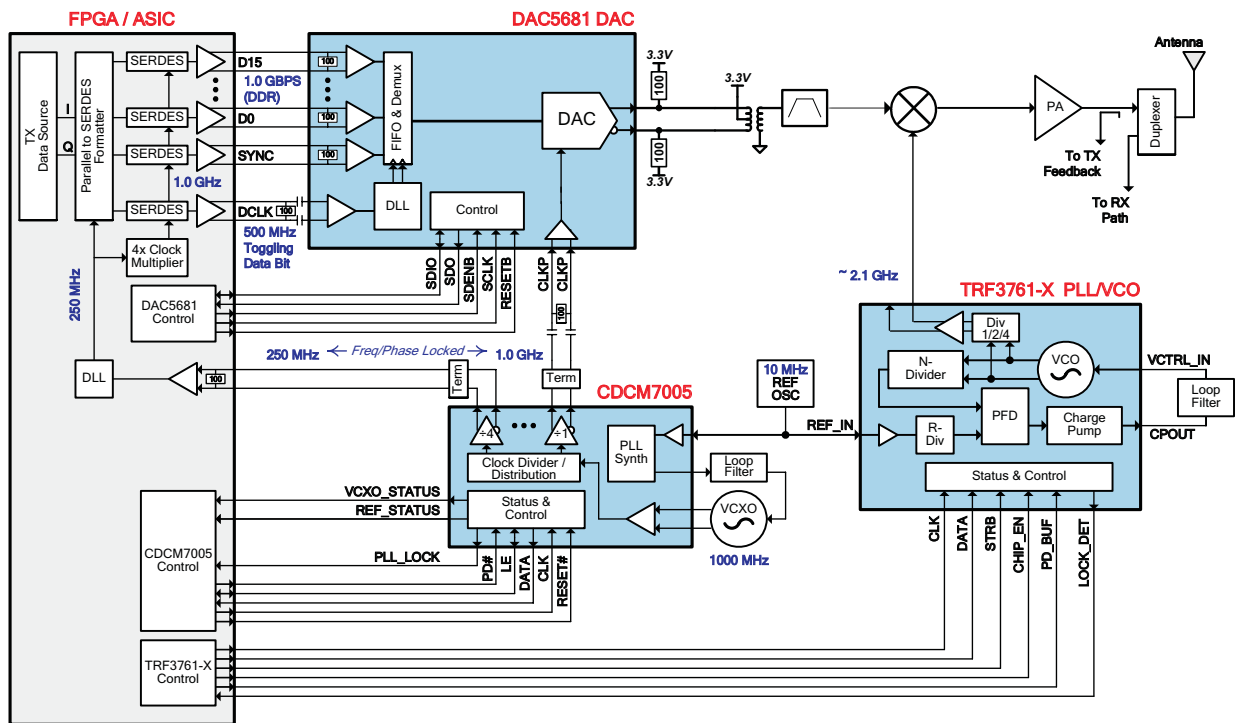 FPGA / ASIC
DAC5681 DAC
TX
Data Source
I
Q
Parallel to SERDES
Formatter
SERDES
SERDES
SERDES
SERDES
4x Clock
Multiplier
1.0 GHz
250 MHz
D15
1.0 GBPS
(DDR)
D0
SYNC
DCLK
500 MHz
Toggling
Data Bit
100
100
100
100
FIFO & Demux
DLL
Control
DAC
SDIO
SDO
SDENB
SCLK
RESETB
CLKP
CLKP
100
3.3V
100
100
3.3V
3.3V
PA
Antenna
Duplexer
To TX
Feedback
To RX
Path
~ 2.1 GHz
DAC5681
Control
DLL
100
250 MHz
Freq/Phase Locked
1.0 GHz
Term
Term
CDCM7005
÷4
÷1
Clock Divider /
Distribution
PLL
Synth
Loop
Filter
Status &
Control
VCXO
1000 MHz
10 MHz
REF
OSC
REF_IN
TRF3761-X PLL/VCO
Div
1/2/4
N-
Divider
VCO
R-
Div
PFD
Charge
Pump
Status & Control
VCTRL_IN
Loop
Filter
CPOUT
VCXO_STATUS
REF_STATUS
PLL_LOCK
PD#
LE
DATA
CLK
RESET#
CLK
DATA
STRB
CHIP_EN
PD_BUF
LOCK_DET
CDCM7005
Control
TRF3761-X
Control